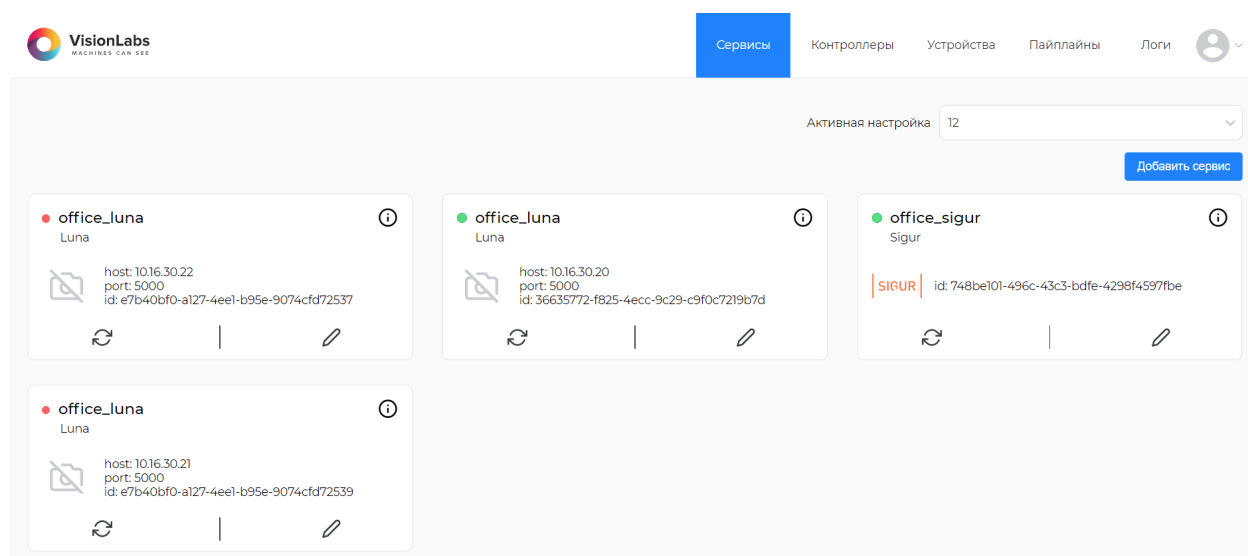 VisionLabs
MACHINES CAN SEE
Сервисы
Контроллеры
Устройства
Пайплайны
Логи
Активная настройка
12
Добавить сервис
office_luna
Luna
host: 10.16.30.22
port: 5000
id: e7b40bf0-a127-4ee1-b95e-9074cfd72537
office_luna
Luna
host: 10.16.30.20
port: 5000
id: 36635772-f825-4ecc-9c29-c9f0c7219b7d
office_sigur
Sigur
SIGUR
id: 748be101-496c-43c3-bdfe-4298f4597fbe
office_luna
Luna
host: 10.16.30.21
port: 5000
id: e7b40bf0-a127-4ee1-b95e-9074cfd72539